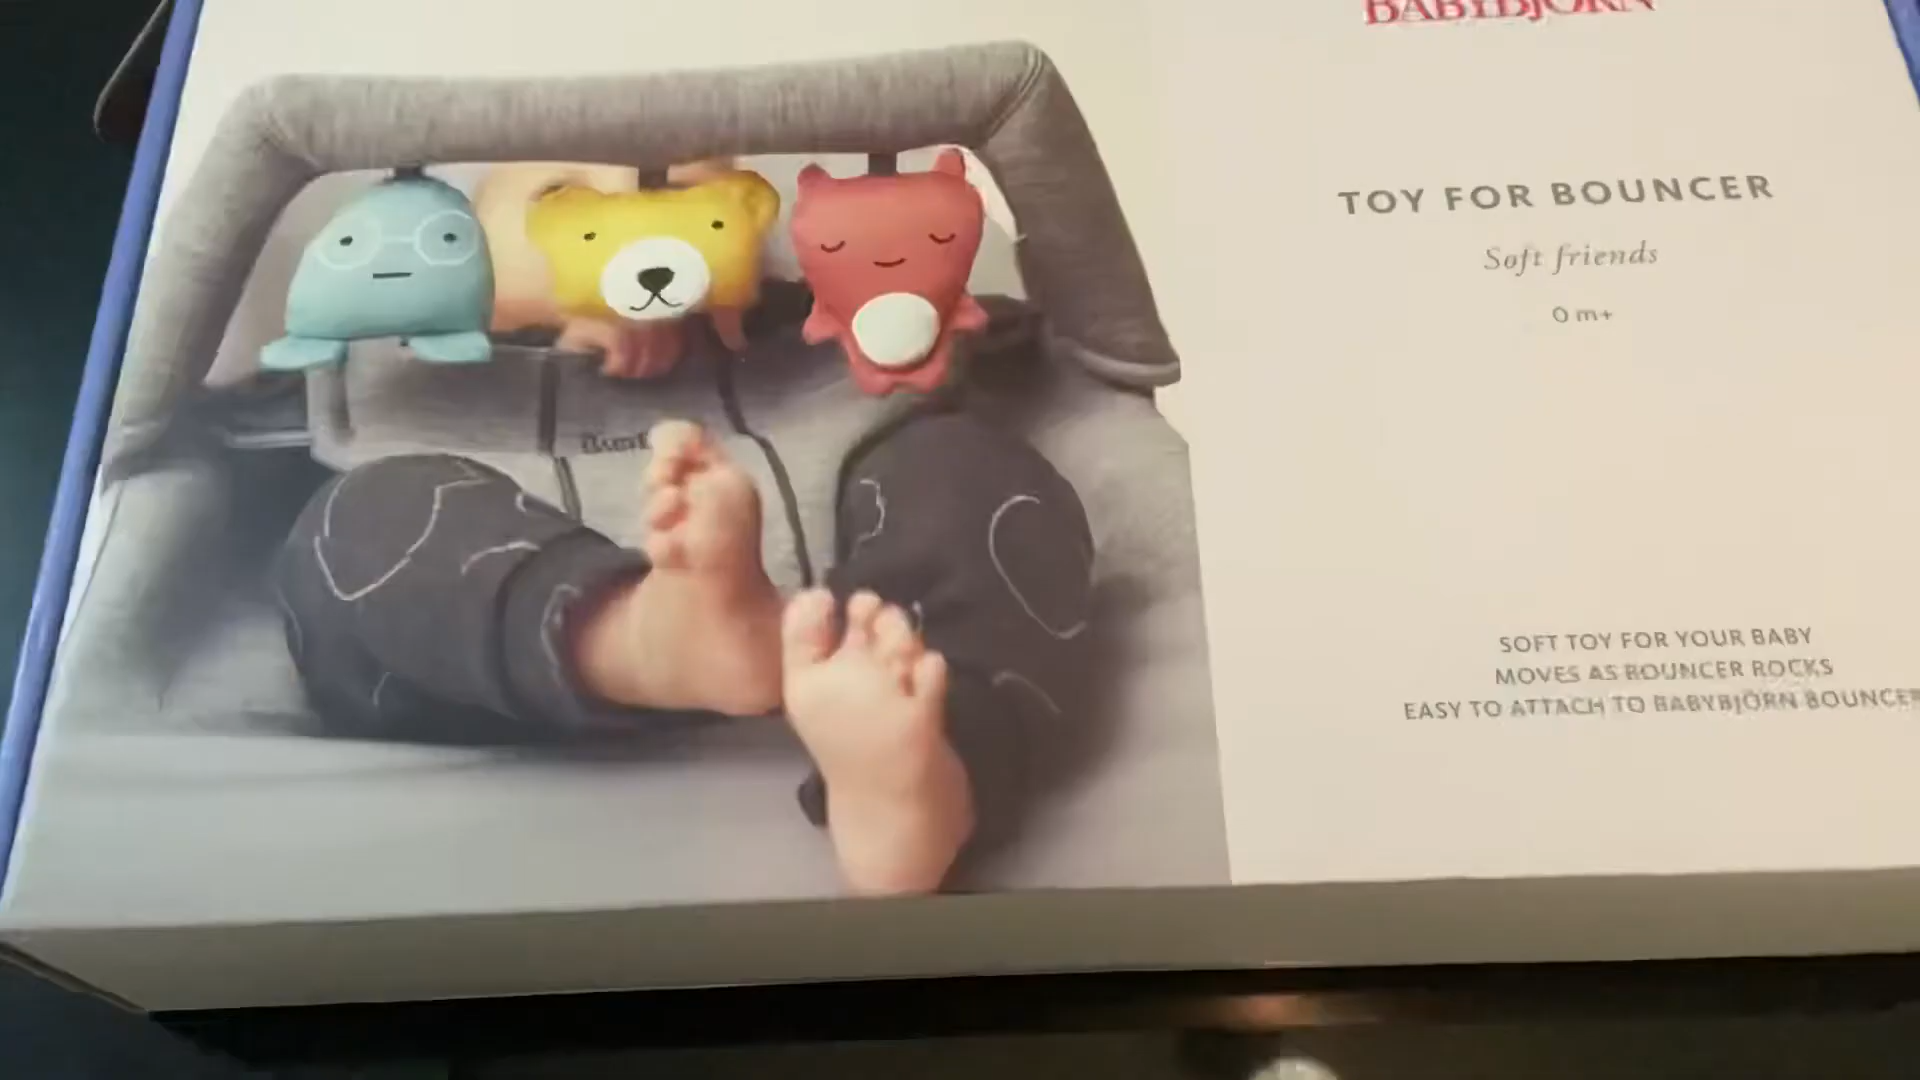 BABYBJÖRN
TOY FOR BOUNCER
Soft friends
0 m+
SOFT TOY FOR YOUR BABY
MOVES AS BOUNCER ROCKS
EASY TO ATTACH TO BABYBJÖRN BOUNCER